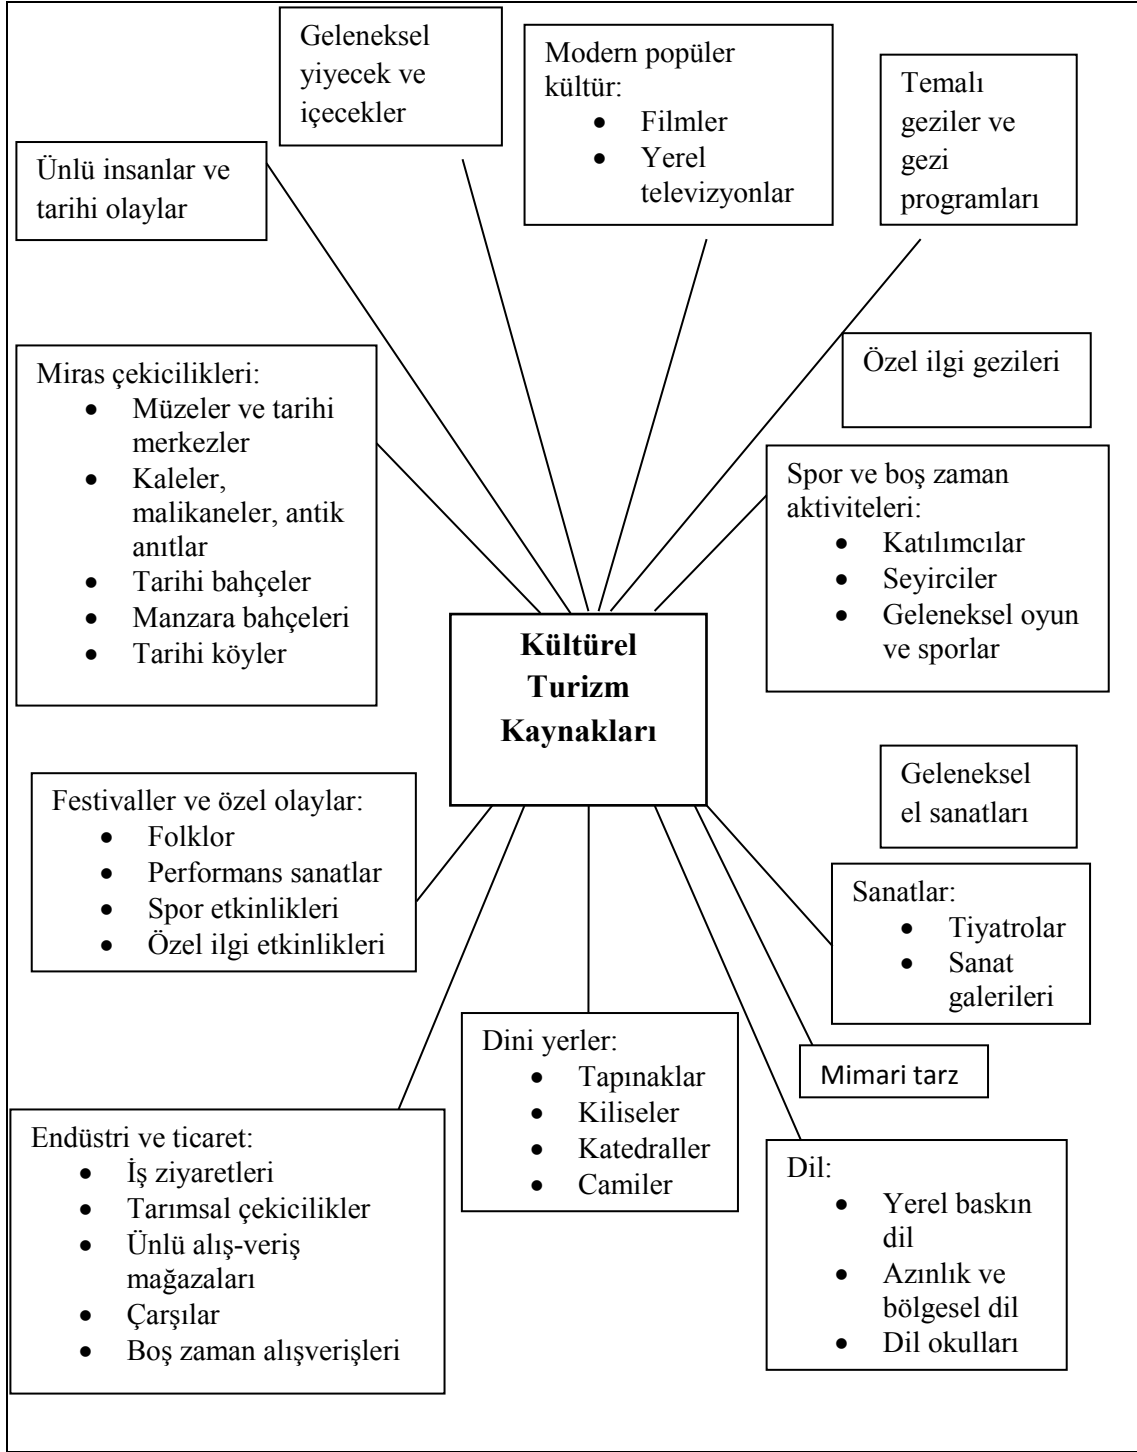 Geleneksel
yiyecek ve
içecekler
Modern popüler
kültür:
• Filmler
• Yerel
televizyonlar
Temalı
geziler ve
gezi
programları
Ünlü insanlar ve
tarihi olaylar
Özel ilgi gezileri
Miras çekicilikleri:
• Müzeler ve tarihi
merkezler
• Kaleler,
malikaneler, antik
anıtlar
• Tarihi bahçeler
• Manzara bahçeleri
• Tarihi köyler
Spor ve boş zaman
aktiviteleri:
• Katılımcılar
• Seyirciler
• Geleneksel oyun
ve sporlar
Kültürel
Turizm
Kaynakları
Geleneksel
el sanatları
Festivaller ve özel olaylar:
• Folklor
• Performans sanatlar
• Spor etkinlikleri
• Özel ilgi etkinlikleri
Sanatlar:
• Tiyatrolar
• Sanat
galerileri
Dini yerler:
• Tapınaklar
• Kiliseler
• Katedraller
• Camiler
Mimari tarz
Endüstri ve ticaret:
• İş ziyaretleri
• Tarımsal çekicilikler
• Ünlü alış-veriş
mağazaları
• Çarşılar
• Boş zaman alışverişleri
Dil:
• Yerel baskın
dil
• Azınlık ve
bölgesel dil
• Dil okulları